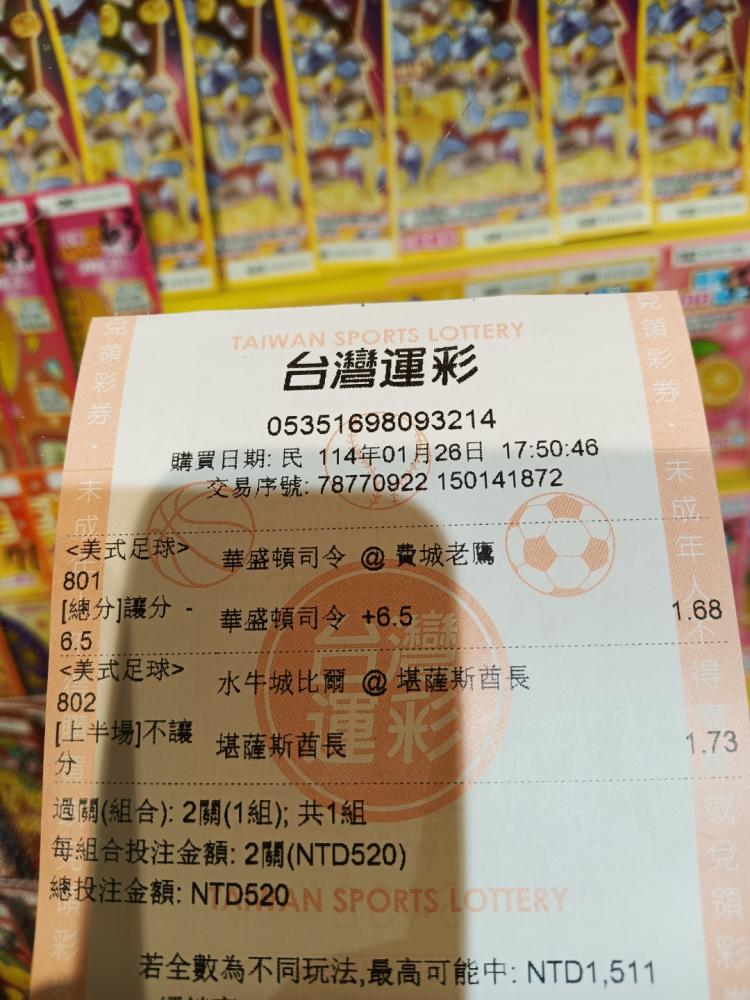 TAIWAN SPORTS LOTTERY
台灣運彩
05351698093214
購買日期: 民 114年01月26日 17:50:46
交易序號: 78770922 150141872
<美式足球> 華盛頓司令 @ 費城老鷹
801
[總分]讓分 - 華盛頓司令 +6.5 1.68
6.5
<美式足球> 水牛城比爾 @ 堪薩斯酋長
802
[上半場]不讓 堪薩斯酋長 1.73
分
台灣運彩
過關(組合): 2關(1組); 共1組
每組合投注金額: 2關(NTD520)
總投注金額: NTD520
TAIWAN SPORTS LOTTERY
若全數為不同玩法,最高可能中: NTD1,511
兌領彩券
未成
兌領彩券・未成年人不得
或兌領彩